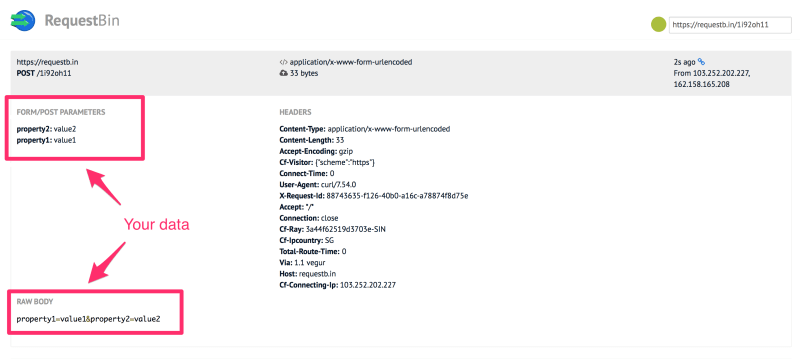 RequestBin
https://requestb.in/1i92oh11
https://requestb.in
POST /1i92oh11
</> application/x-www-form-urlencoded
33 bytes
2s ago
From 103.252.202.227,
162.158.165.208
FORM/POST PARAMETERS
property2: value2
property1: value1
HEADERS
Content-Type: application/x-www-form-urlencoded
Content-Length: 33
Accept-Encoding: gzip
Cf-Visitor: {"scheme":"https"}
Connect-Time: 0
User-Agent: curl/7.54.0
X-Request-Id: 88743635-f126-40b0-a16c-a78874f8d75e
Accept: */*
Connection: close
Cf-Ray: 3a44f62519d3703e-SIN
Cf-Ipcountry: SG
Total-Route-Time: 0
Via: 1.1 vegur
Host: requestb.in
Cf-Connecting-Ip: 103.252.202.227
Your data
RAW BODY
property1=value1&property2=value2